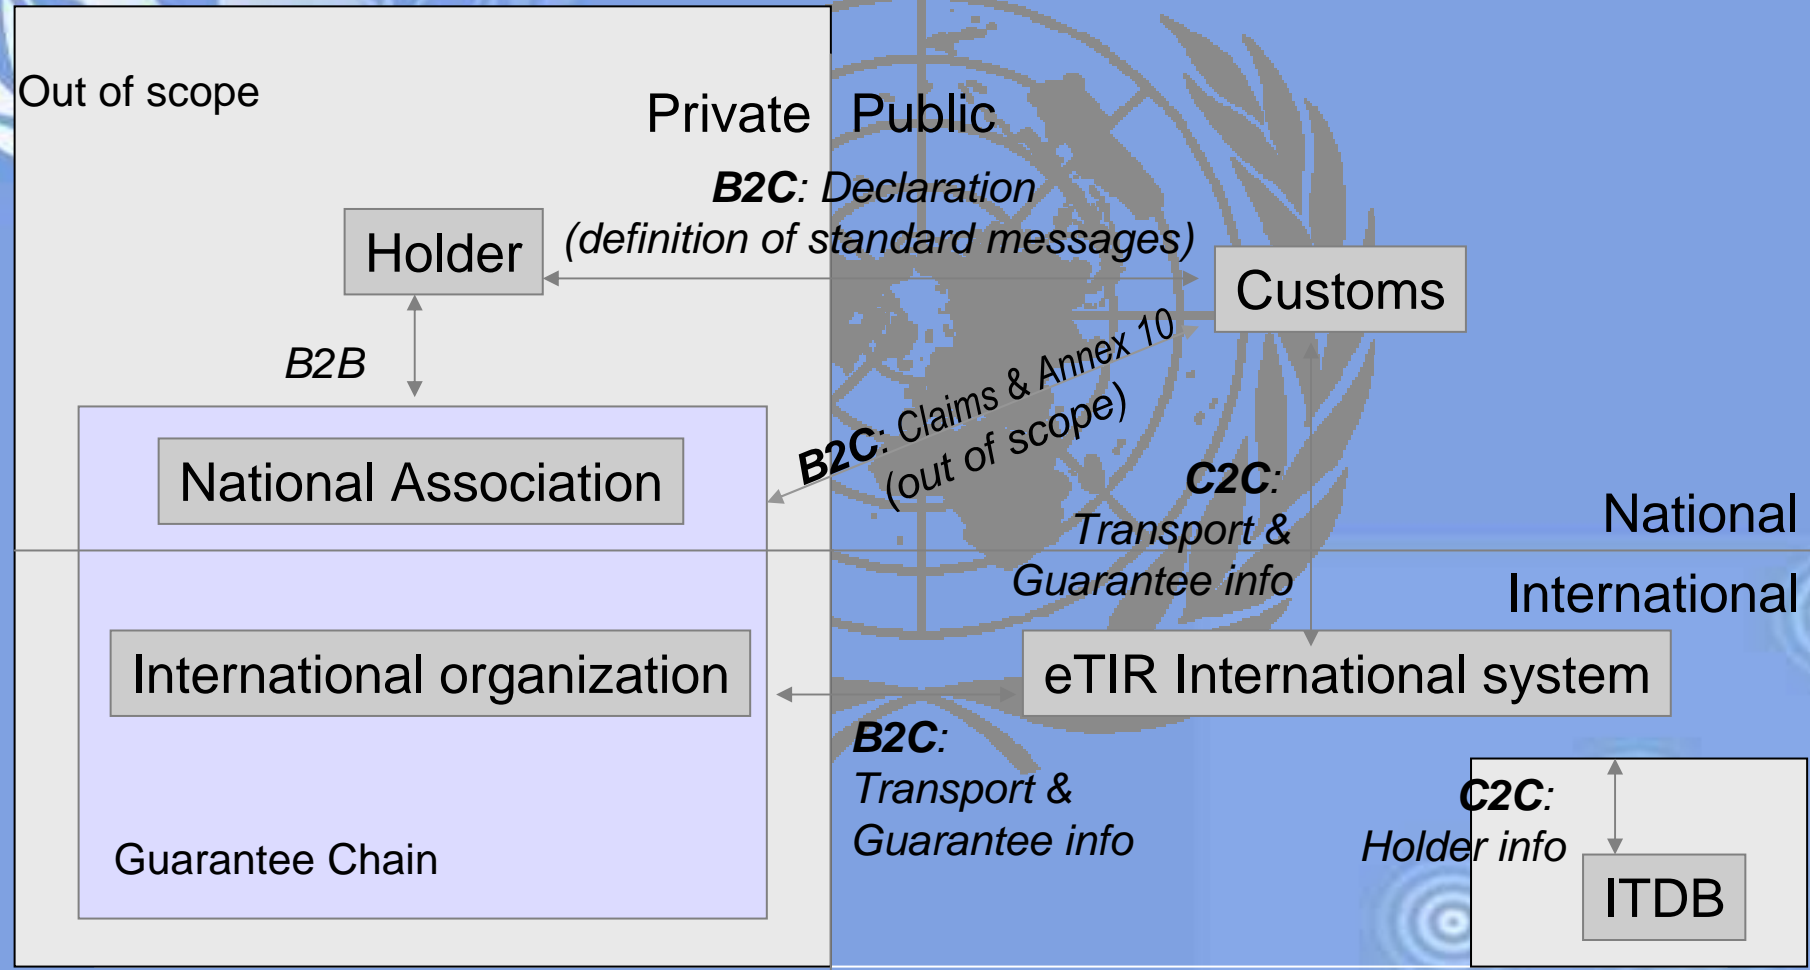 Out of scope
Private
Public
B2C: Declaration
(definition of standard messages)
Holder
Customs
B2B
B2C: Claims & Annex 10
(out of scope)
National Association
C2C:
Transport &
Guarantee info
National
International
International organization
eTIR International system
B2C:
Transport &
Guarantee info
C2C:
Holder info
Guarantee Chain
ITDB